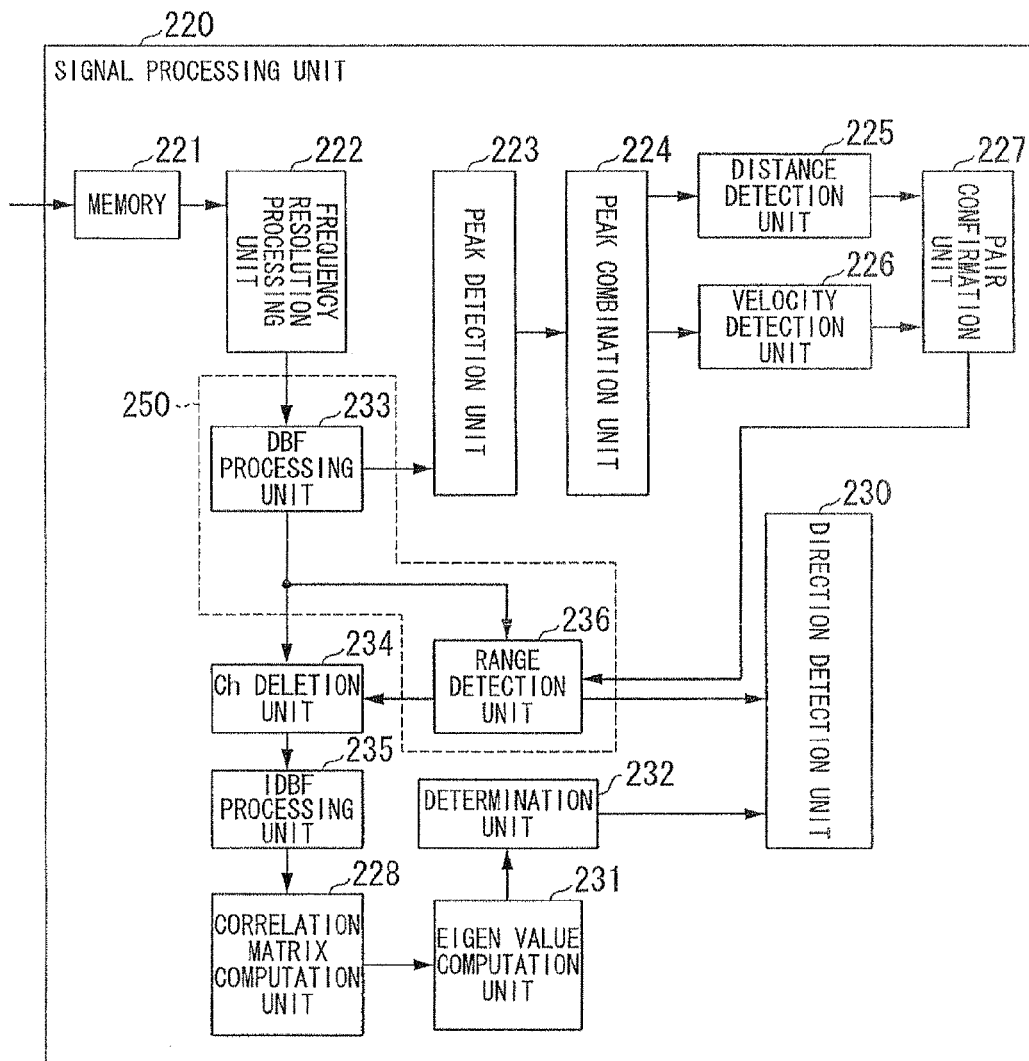 220
SIGNAL PROCESSING UNIT
221
MEMORY
222
FREQUENCY
RESOLUTION
PROCESSING
UNIT
223
PEAK DETECTION UNIT
224
PEAK COMBINATION UNIT
225
DISTANCE
DETECTION
UNIT
226
VELOCITY
DETECTION
UNIT
227
PAIR
CONFIRMATION
UNIT
250
233
DBF
PROCESSING
UNIT
230
DIRECTION DETECTION UNIT
234
Ch DELETION
UNIT
236
RANGE
DETECTION
UNIT
235
IDBF
PROCESSING
UNIT
232
DETERMINATION
UNIT
228
CORRELATION
MATRIX
COMPUTATION
UNIT
231
EIGEN VALUE
COMPUTATION
UNIT